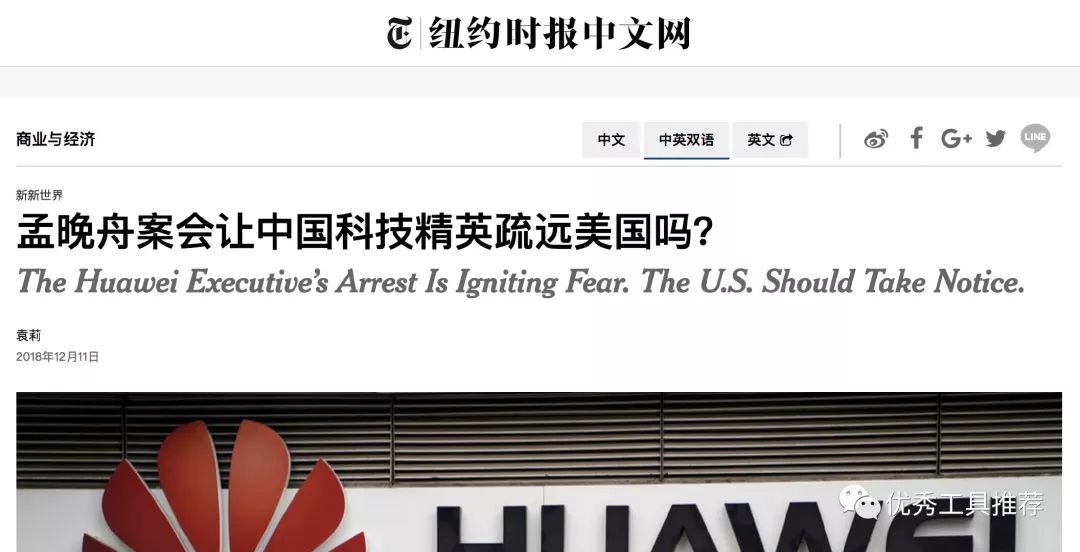 纽约时报中文网
商业与经济
中文 中英双语 英文
G+ LINE
新新世界
孟晚舟案会让中国科技精英疏远美国吗？
The Huawei Executive’s Arrest Is Igniting Fear. The U.S. Should Take Notice.
袁莉
2018年12月11日
HUAWEI
优秀工具推荐